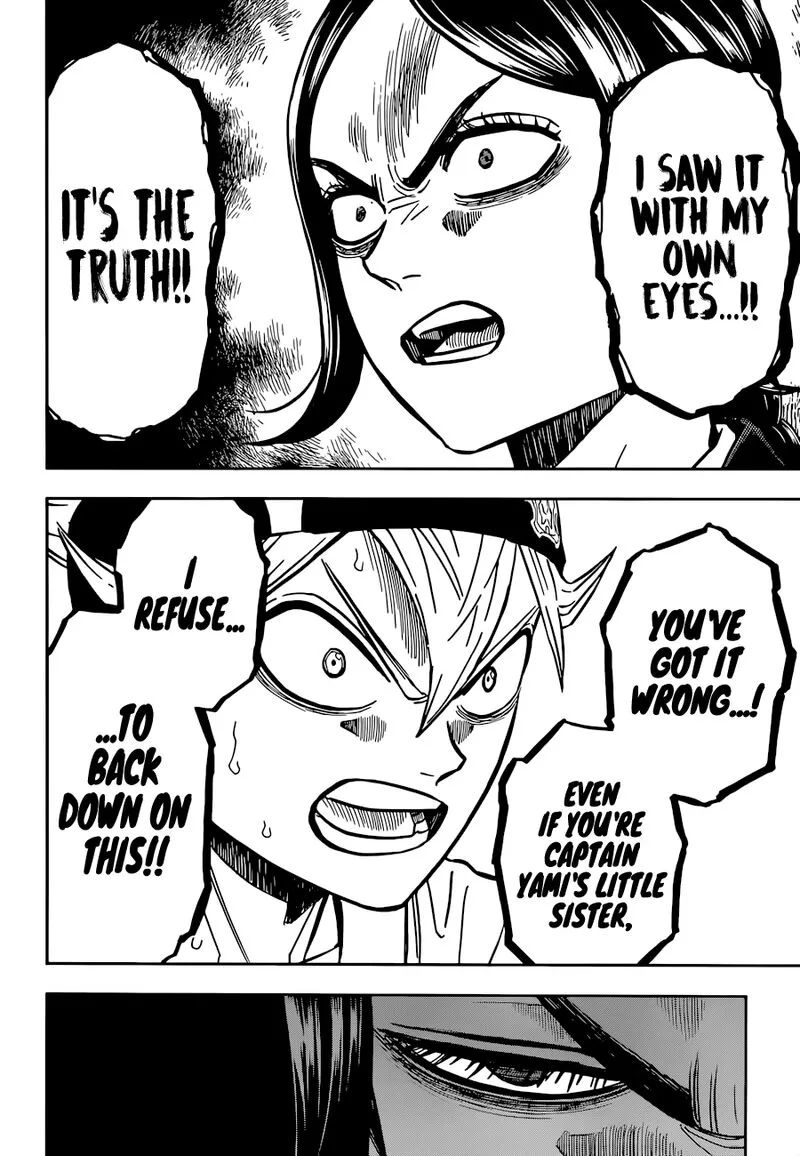 I SAW IT
WITH MY
OWN
EYES...!!
IT'S THE
TRUTH!!
YOU'VE
GOT IT
WRONG....!
EVEN
IF YOU'RE
CAPTAIN
YAMI'S LITTLE
SISTER,
I
REFUSE...
...TO
BACK
DOWN ON
THIS!!